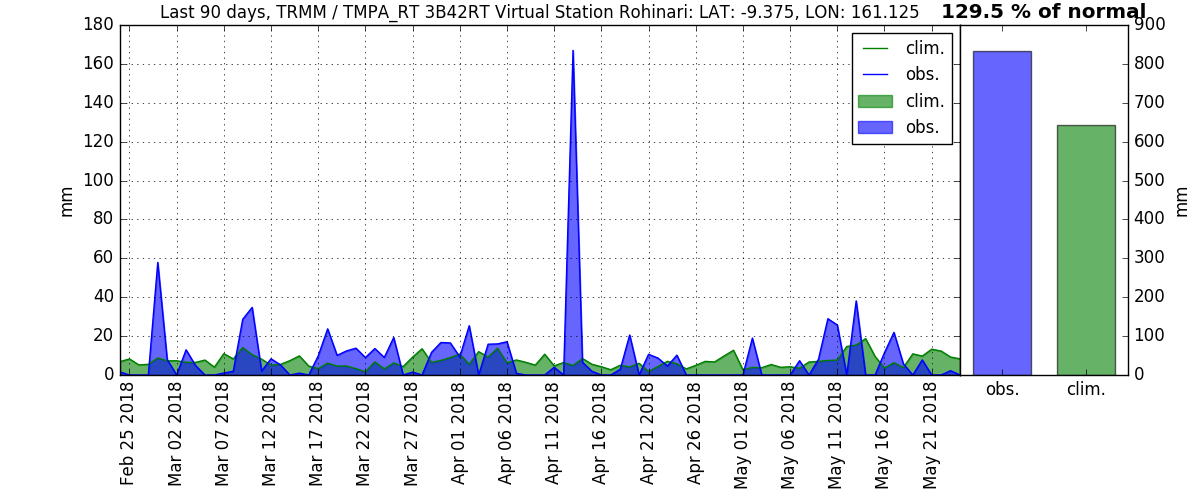 Last 90 days, TRMM / TMPA_RT 3B42RT Virtual Station Rohinari: LAT: -9.375, LON: 161.125
129.5 % of normal
180
160
140
120
100
80
60
40
20
0
mm
clim.
obs.
clim.
obs.
900
800
700
600
500
400
300
200
100
0
mm
Feb 25 2018
Mar 02 2018
Mar 07 2018
Mar 12 2018
Mar 17 2018
Mar 22 2018
Mar 27 2018
Apr 01 2018
Apr 06 2018
Apr 11 2018
Apr 16 2018
Apr 21 2018
Apr 26 2018
May 01 2018
May 06 2018
May 11 2018
May 16 2018
May 21 2018
obs.
clim.